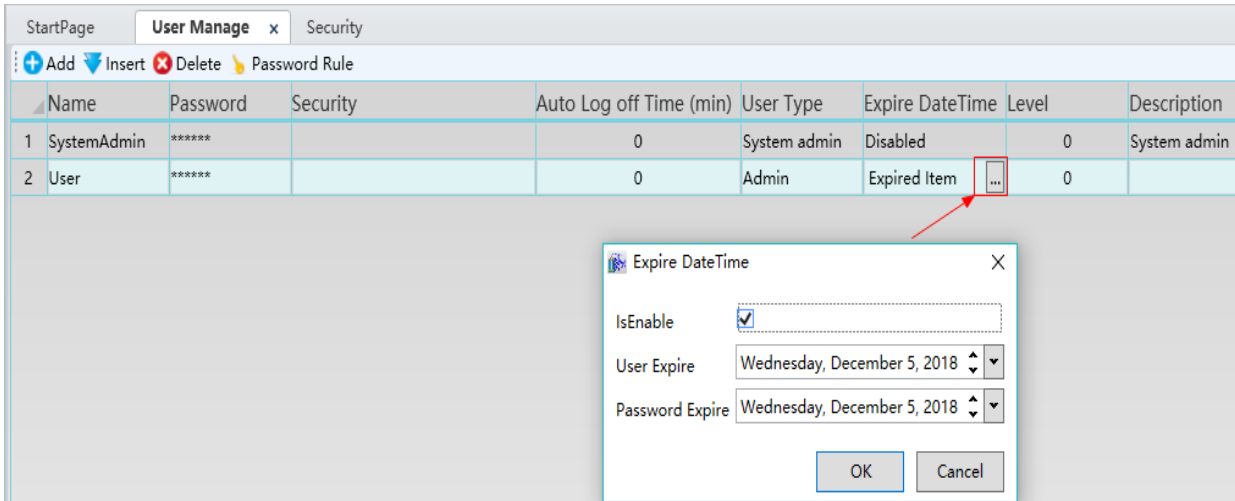 StartPage User Manage x Security
Add Insert Delete Password Rule
Name Password Security Auto Log off Time (min) User Type Expire DateTime Level Description
1 SystemAdmin ****** 0 System admin Disabled 0 System admin
2 User ****** 0 Admin Expired Item ... 0
Expire DateTime
IsEnable
User Expire Wednesday, December 5, 2018
Password Expire Wednesday, December 5, 2018
OK Cancel